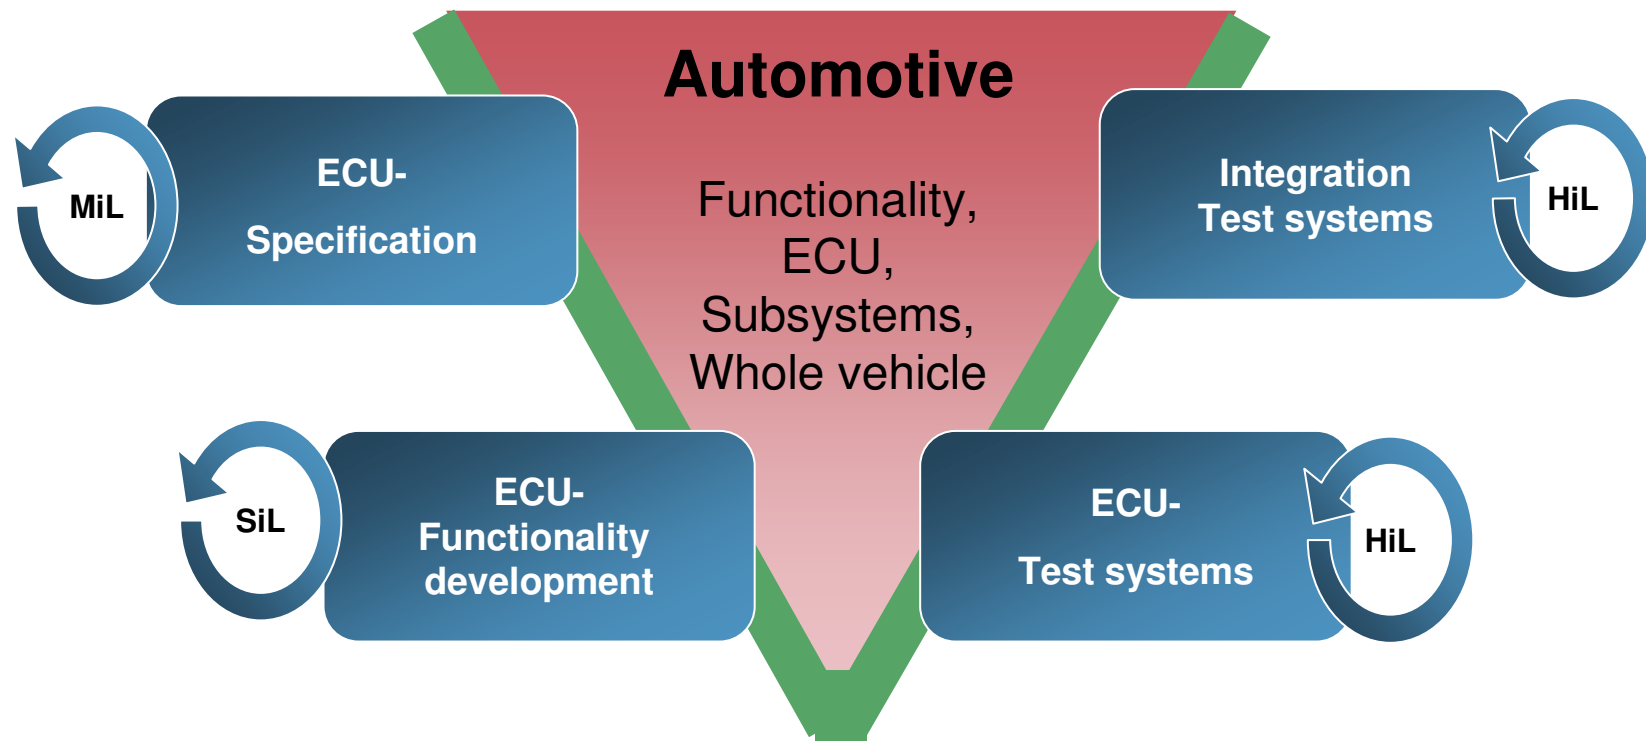 Automotive
MiL
ECU-
Specification
Functionality,
ECU,
Subsystems,
Whole vehicle
Integration
Test systems
HiL
SiL
ECU-
Functionality
development
ECU-
Test systems
HiL